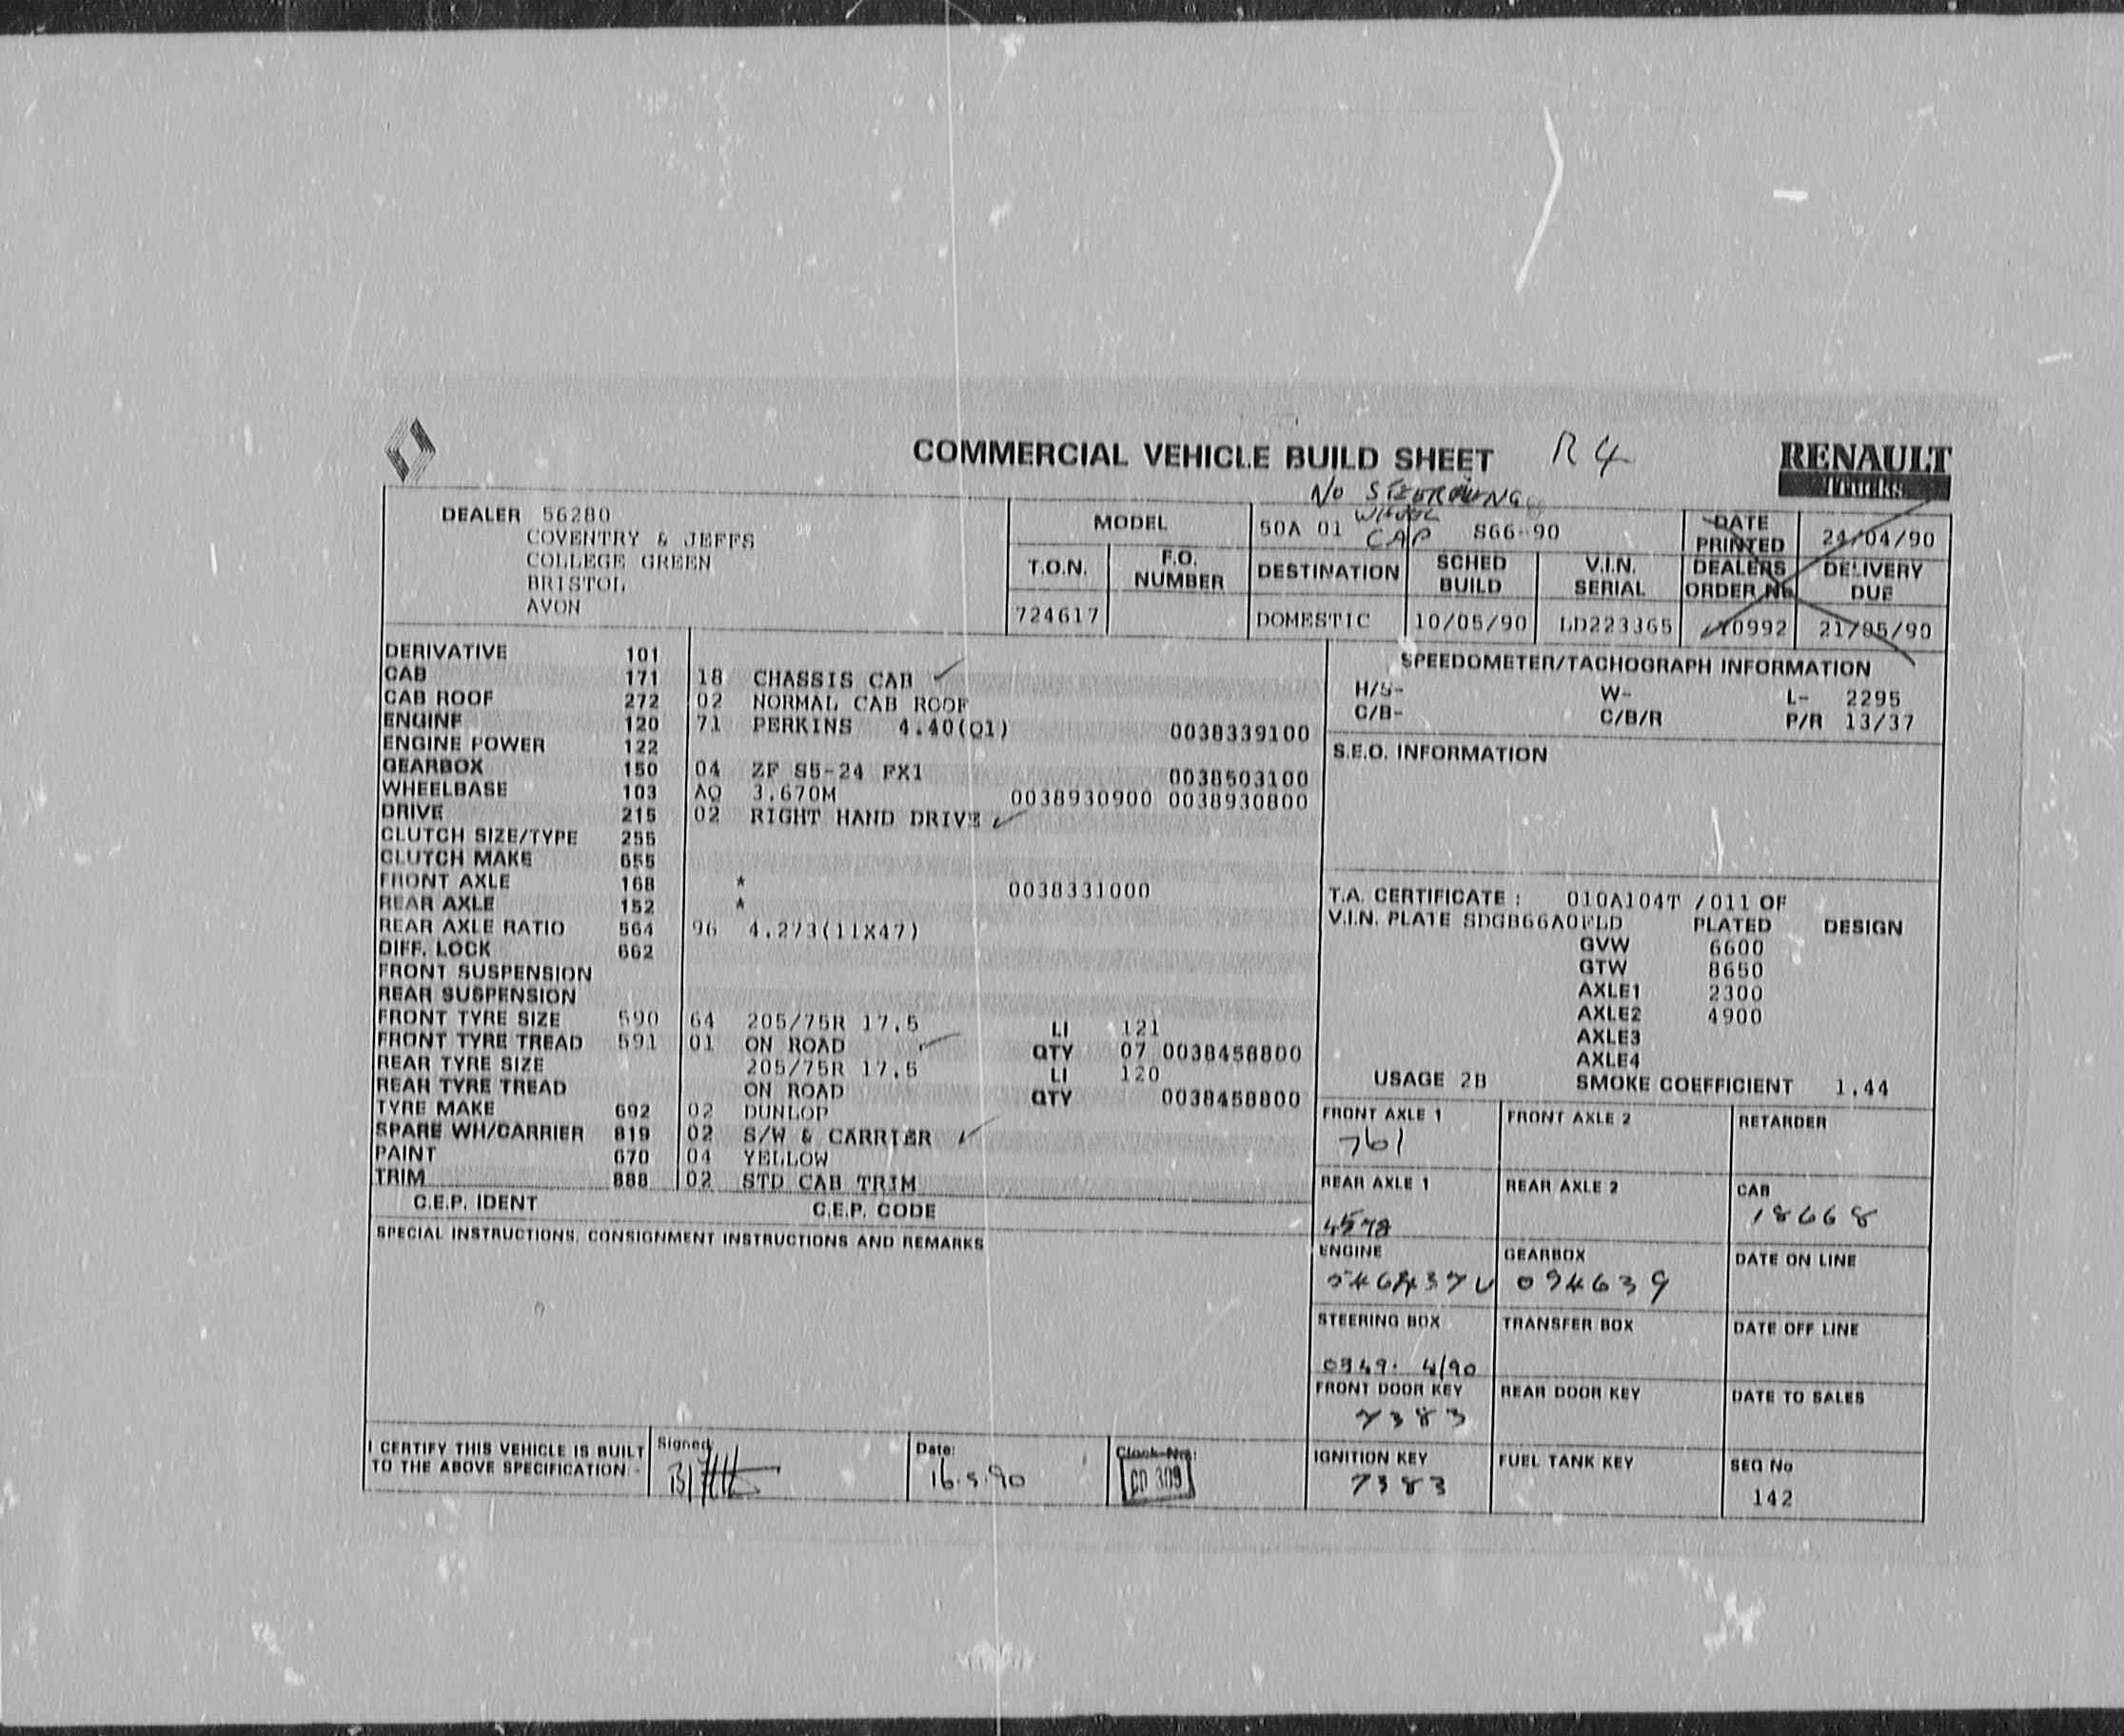 COMMERCIAL VEHICLE BUILD SHEET R4
RENAULT
Trucks
NO STEERING
WHEEL
CAP
DEALER 56280
COVENTRY & JEFFS
COLLEGE GREEN
BRISTOL
AVON
MODEL 50A 01 S66-90
DATE PRINTED 24/04/90
T.O.N. 724617
F.O. NUMBER
DESTINATION DOMESTIC
SCHED BUILD 10/05/90
V.I.N. SERIAL LD223365
DEALERS ORDER No 10992
DELIVERY DUE 21/05/90
DERIVATIVE 101
CAB 171 18 CHASSIS CAB
CAB ROOF 272 02 NORMAL CAB ROOF
ENGINE 120 71 PERKINS 4.40(Q1) 0038339100
ENGINE POWER 122
GEARBOX 150 04 ZF S5-24 PX1 0038503100
WHEELBASE 103 AQ 3.670M 0038930900 0038930800
DRIVE 215 02 RIGHT HAND DRIVE
CLUTCH SIZE/TYPE 255
CLUTCH MAKE 655
FRONT AXLE 168 * 0038331000
REAR AXLE 152 *
REAR AXLE RATIO 564 96 4.273(11X47)
DIFF. LOCK 662
FRONT SUSPENSION
REAR SUSPENSION
FRONT TYRE SIZE 590 64 205/75R 17.5 LI 121
FRONT TYRE TREAD 591 01 ON ROAD QTY 07 0038458800
REAR TYRE SIZE 205/75R 17.5 LI 120
REAR TYRE TREAD ON ROAD QTY 0038458800
TYRE MAKE 692 02 DUNLOP
SPARE WH/CARRIER 819 02 S/W & CARRIER
PAINT 670 04 YELLOW
TRIM 888 02 STD CAB TRIM
C.E.P. IDENT C.E.P. CODE
SPECIAL INSTRUCTIONS, CONSIGNMENT INSTRUCTIONS AND REMARKS
SPEEDOMETER/TACHOGRAPH INFORMATION
H/S- W- L- 2295
C/B- C/B/R P/R 13/37
S.E.O. INFORMATION
T.A. CERTIFICATE : 010A104T /011 OF
V.I.N. PLATE SDGB66A0FLD PLATED DESIGN
GVW 6600
GTW 8650
AXLE1 2300
AXLE2 4900
AXLE3
AXLE4
USAGE 2B SMOKE COEFFICIENT 1.44
FRONT AXLE 1 FRONT AXLE 2 RETARDER
761
REAR AXLE 1 REAR AXLE 2 CAB
4578 18668
ENGINE GEARBOX DATE ON LINE
094639
STEERING BOX TRANSFER BOX DATE OFF LINE
0349. 4/90
FRONT DOOR KEY REAR DOOR KEY DATE TO SALES
7383
IGNITION KEY FUEL TANK KEY SEQ No
7383 142
I CERTIFY THIS VEHICLE IS BUILT
TO THE ABOVE SPECIFICATION:-
Signed: Date: Clock Nrs:
16.5.90 CD 309